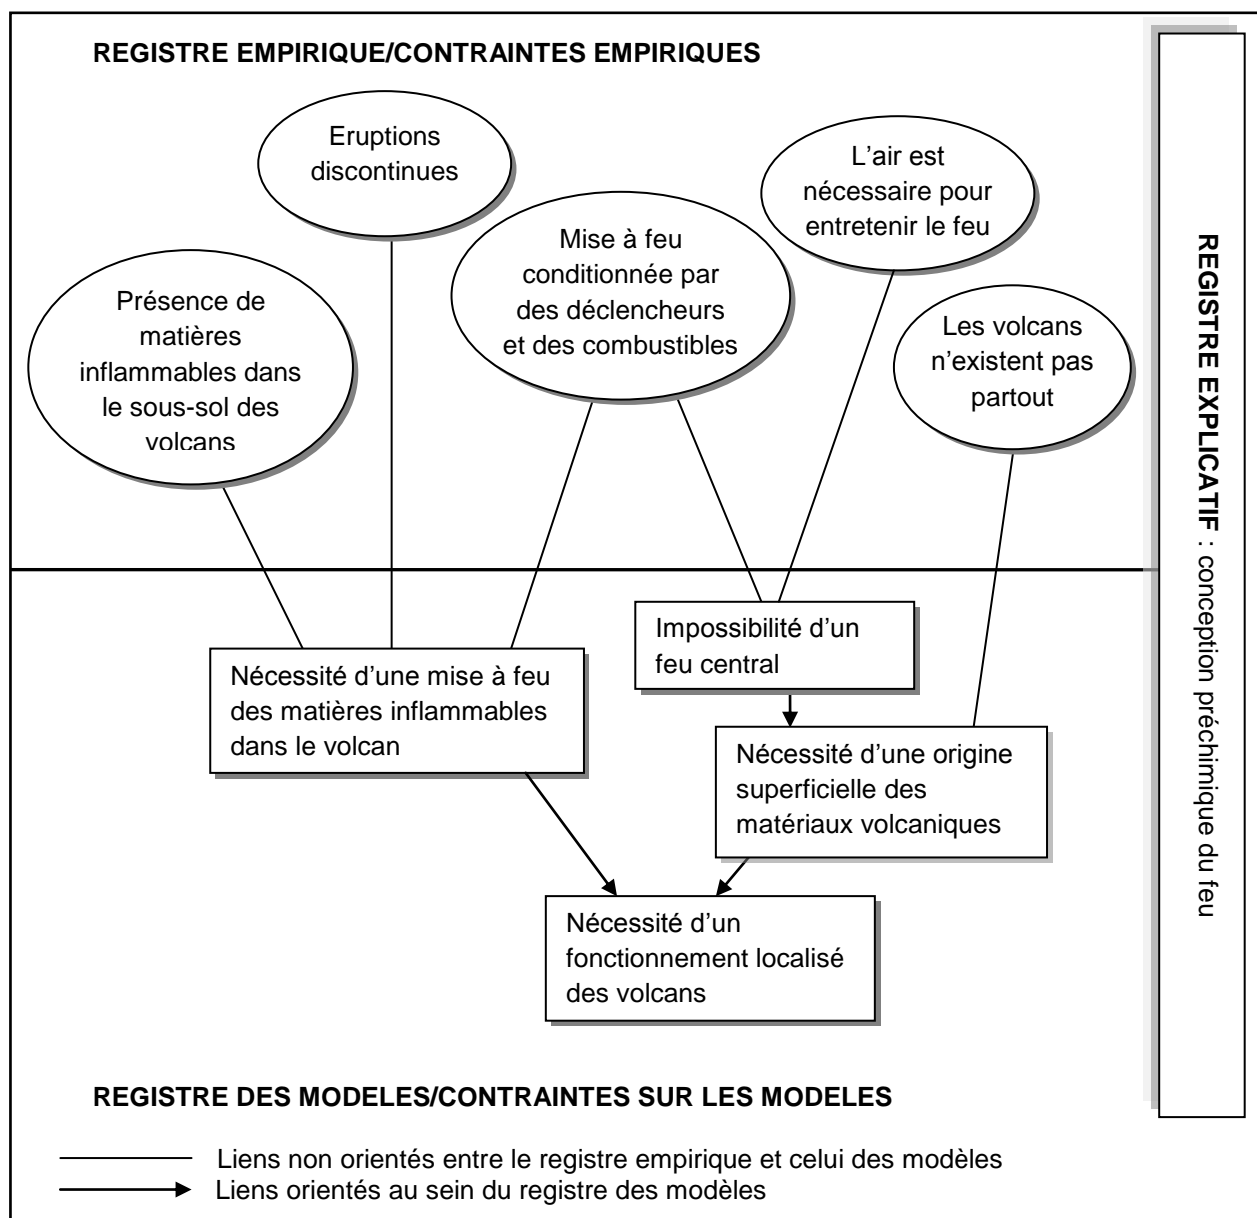 REGISTRE EMPIRIQUE/CONTRAINTES EMPIRIQUES
Eruptions
discontinues
L'air est
nécessaire pour
entretenir le feu
Mise à feu
conditionnée par
des déclencheurs
et des combustibles
Présence de
matières
inflammables dans
le sous-sol des
volcans
Les volcans
n'existent pas
partout
REGISTRE EXPLICATIF : conception préchimique du feu
Impossibilité d'un
feu central
Nécessité d'une mise à feu
des matières inflammables
dans le volcan
Nécessité d'une origine
superficielle des
matériaux volcaniques
Nécessité d'un
fonctionnement localisé
des volcans
REGISTRE DES MODELES/CONTRAINTES SUR LES MODELES
Liens non orientés entre le registre empirique et celui des modèles
Liens orientés au sein du registre des modèles